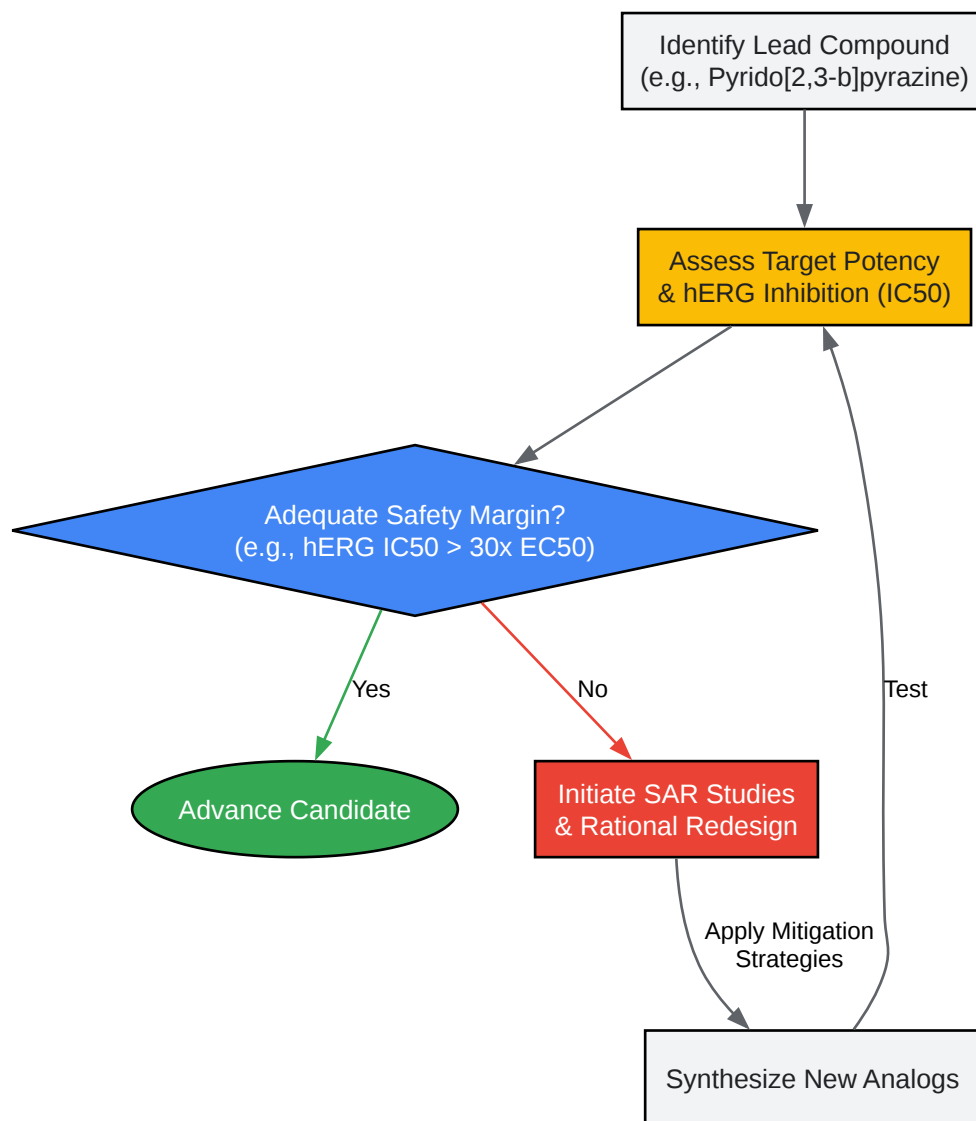 Identify Lead Compound
(e.g., Pyrido[2,3-b]pyrazine)
Assess Target Potency
& hERG Inhibition (IC50)
Adequate Safety Margin?
(e.g., hERG IC50 > 30x EC50)
Yes
No
Test
Advance Candidate
Initiate SAR Studies
& Rational Redesign
Apply Mitigation
Strategies
Synthesize New Analogs